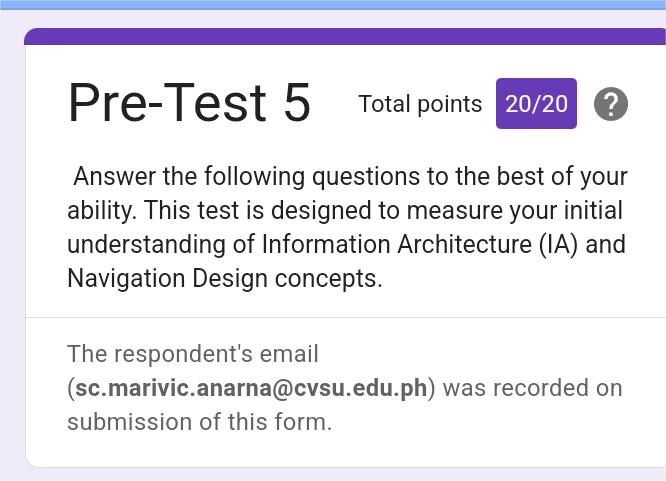 Pre-Test 5 Total points 20/20 ?
Answer the following questions to the best of your
ability. This test is designed to measure your initial
understanding of Information Architecture (IA) and
Navigation Design concepts.
The respondent's email
(sc.marivic.anarna@cvsu.edu.ph) was recorded on
submission of this form.